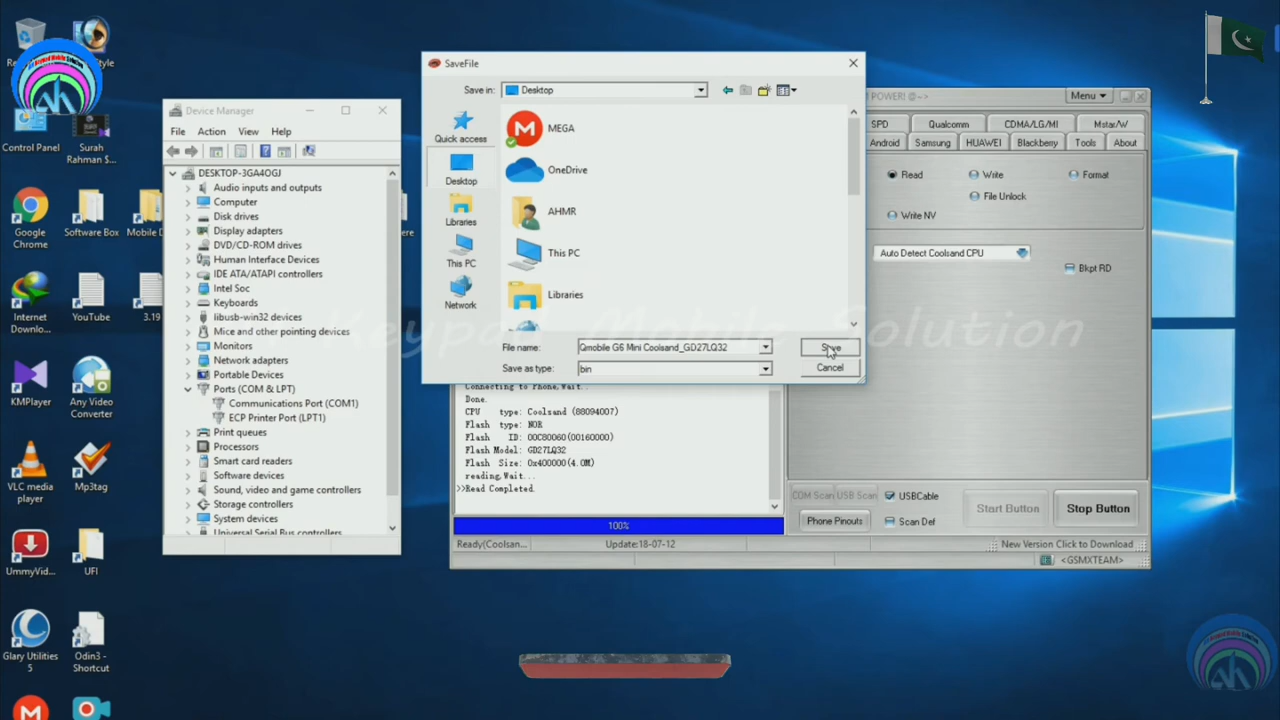 Control Panel
Surah
Rahman $...
Google
Chrome
Software Box
Mobile D
ere
Internet
Downlo...
YouTube
3.19
KMPlayer
Any Video
Converter
VLC media
player
Mp3tag
UmmyVid...
UFI
Glary Utilities
5
Odin3 -
Shortcut
Device Manager
File Action View Help
DESKTOP-3GA4OGJ
Audio inputs and outputs
Computer
Disk drives
Display adapters
DVD/CD-ROM drives
Human Interface Devices
IDE ATA/ATAPI controllers
Intel Soc
Keyboards
libusb-win32 devices
Mice and other pointing devices
Monitors
Network adapters
Portable Devices
Ports (COM & LPT)
Communications Port (COM1)
ECP Printer Port (LPT1)
Print queues
Processors
Smart card readers
Software devices
Sound, video and game controllers
Storage controllers
System devices
Universal Serial Bus controllers
SaveFile
Save in: Desktop
Quick access
Desktop
Libraries
This PC
Network
MEGA
OneDrive
AHMR
This PC
Libraries
File name: Qmobile G6 Mini Coolsand_GD27LQ32 Save
Save as type: bin Cancel
Keypad Mobile Solution
POWER! @~> Menu
SPD Qualcomm CDMA/LG/MI Mstar/W
Android Samsung HUAWEI Blackberry Tools About
Read Write Format
File Unlock
Write NV
Auto Detect Coolsand CPU
Bkpt RD
Connecting to Phone,Wait..
Done.
CPU type: Coolsand (88094007)
Flash type: NOR
Flash ID: 00C80060(00160000)
Flash Model: GD27LQ32
Flash Size: 0x400000(4.0M)
reading,Wait...
>>Read Completed.
100%
COM Scan USB Scan USBCable
Start Button Stop Button
Phone Pinouts Scan Def
Ready(Coolsan... Update:18-07-12 New Version Click to Download
<GSMXTEAM>